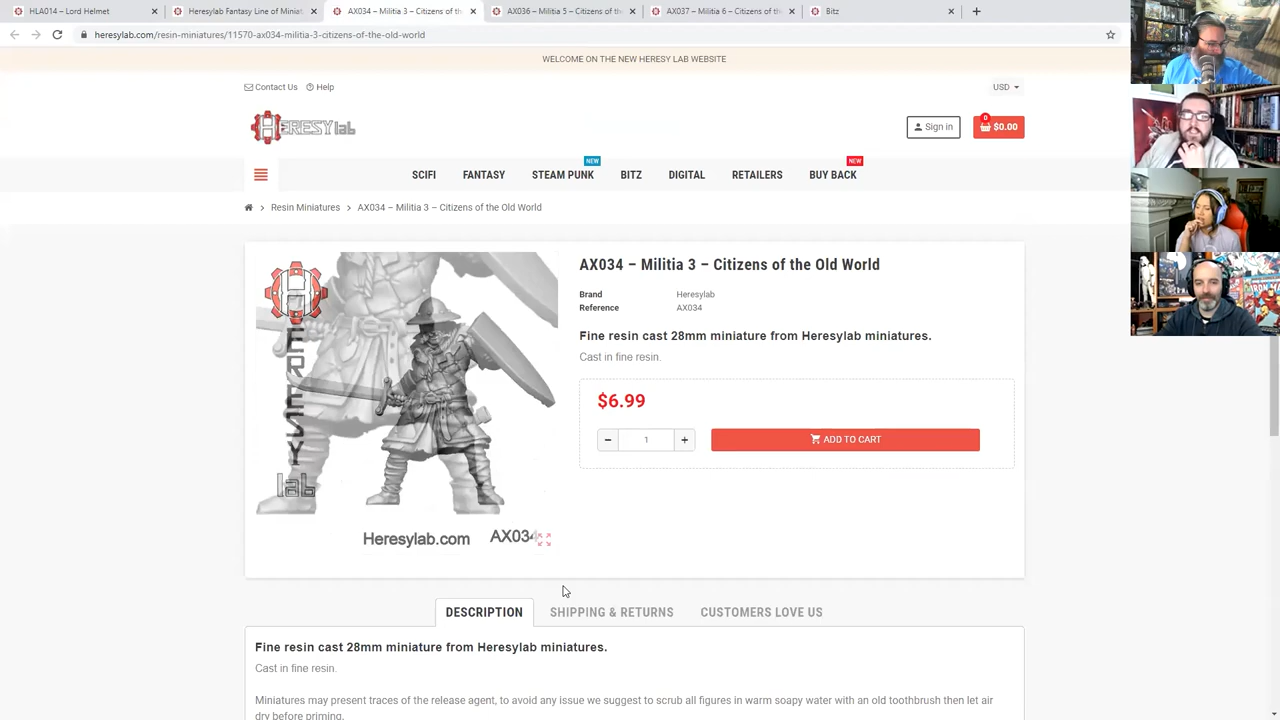 HLA014 – Lord Helmet
Heresylab Fantasy Line of Miniat
AX034 – Militia 3 – Citizens of th
AX036 – Militia 5 – Citizens of th
AX037 – Militia 6 – Citizens of th
Bitz
heresylab.com/resin-miniatures/11570-ax034-militia-3-citizens-of-the-old-world
WELCOME ON THE NEW HERESY LAB WEBSITE
Contact Us
Help
USD
HERESYlab
Sign in
0
$0.00
NEW
NEW
SCIFI
FANTASY
STEAM PUNK
BITZ
DIGITAL
RETAILERS
BUY BACK
Resin Miniatures
AX034 – Militia 3 – Citizens of the Old World
HERESY
lab
Heresylab.com
AX034
AX034 – Militia 3 – Citizens of the Old World
Brand Heresylab
Reference AX034
Fine resin cast 28mm miniature from Heresylab miniatures.
Cast in fine resin.
$6.99
1
ADD TO CART
DESCRIPTION
SHIPPING & RETURNS
CUSTOMERS LOVE US
Fine resin cast 28mm miniature from Heresylab miniatures.
Cast in fine resin.
Miniatures may present traces of the release agent, to avoid any issue we suggest to scrub all figures in warm soapy water with an old toothbrush then let air
dry before priming.